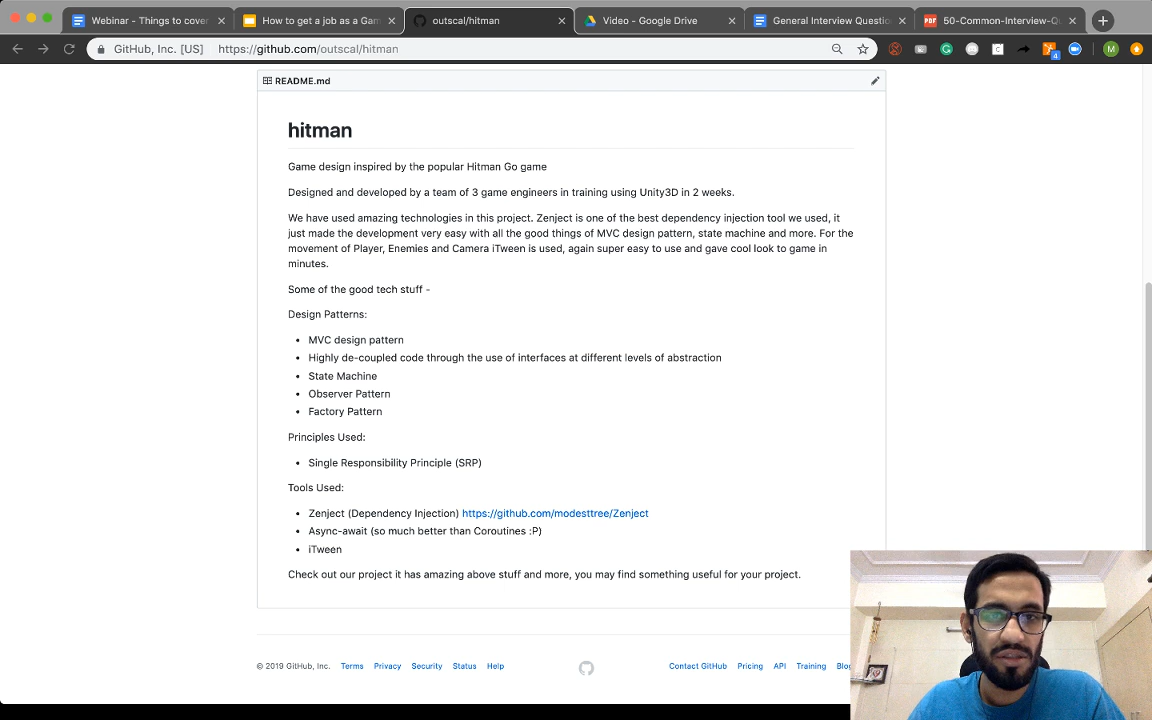 Webinar - Things to cover
How to get a job as a Gam
outscal/hitman
Video - Google Drive
General Interview Questio
50-Common-Interview-Qu
GitHub, Inc. [US]
https://github.com/outscal/hitman
4
M
README.md
hitman
Game design inspired by the popular Hitman Go game
Designed and developed by a team of 3 game engineers in training using Unity3D in 2 weeks.
We have used amazing technologies in this project. Zenject is one of the best dependency injection tool we used, it
just made the development very easy with all the good things of MVC design pattern, state machine and more. For the
movement of Player, Enemies and Camera iTween is used, again super easy to use and gave cool look to game in
minutes.
Some of the good tech stuff -
Design Patterns:
• MVC design pattern
• Highly de-coupled code through the use of interfaces at different levels of abstraction
• State Machine
• Observer Pattern
• Factory Pattern
Principles Used:
• Single Responsibility Principle (SRP)
Tools Used:
• Zenject (Dependency Injection) https://github.com/modesttree/Zenject
• Async-await (so much better than Coroutines :P)
• iTween
Check out our project it has amazing above stuff and more, you may find something useful for your project.
© 2019 GitHub, Inc. Terms Privacy Security Status Help
Contact GitHub Pricing API Training Blog